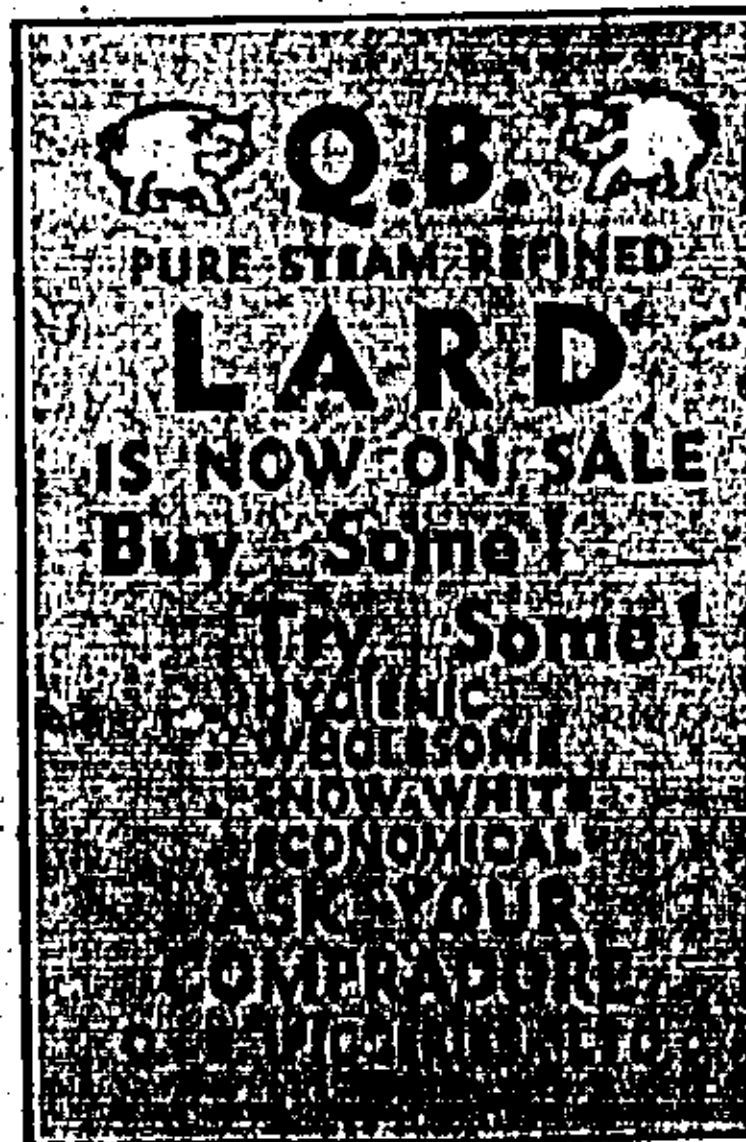 Q.B.
PURE STEAM REFINED
LARD
IS NOW ON SALE
Buy Some!
Try Some!
HYGIENIC
WHOLESOME
SNOW-WHITE
ECONOMICAL
ASK YOUR
COMPRADORE